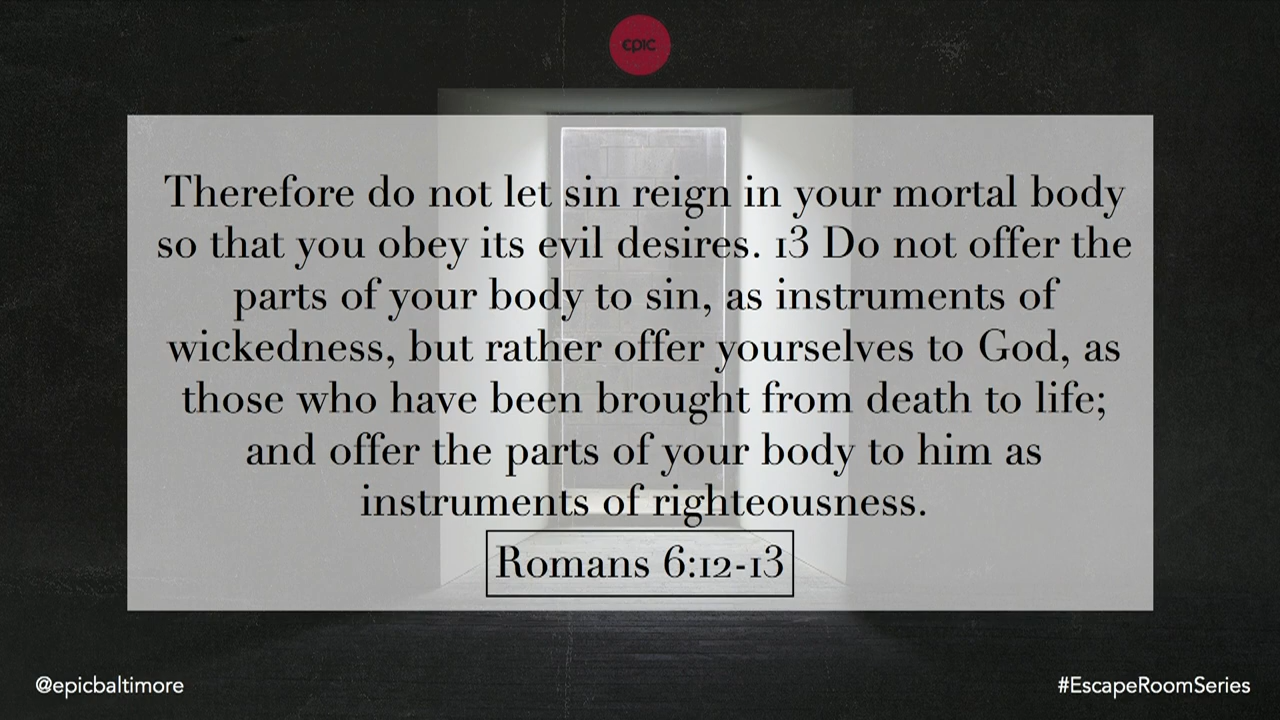 epic
Therefore do not let sin reign in your mortal body
so that you obey its evil desires. 13 Do not offer the
parts of your body to sin, as instruments of
wickedness, but rather offer yourselves to God, as
those who have been brought from death to life;
and offer the parts of your body to him as
instruments of righteousness.
Romans 6:12-13
@epicbaltimore
#EscapeRoomSeries